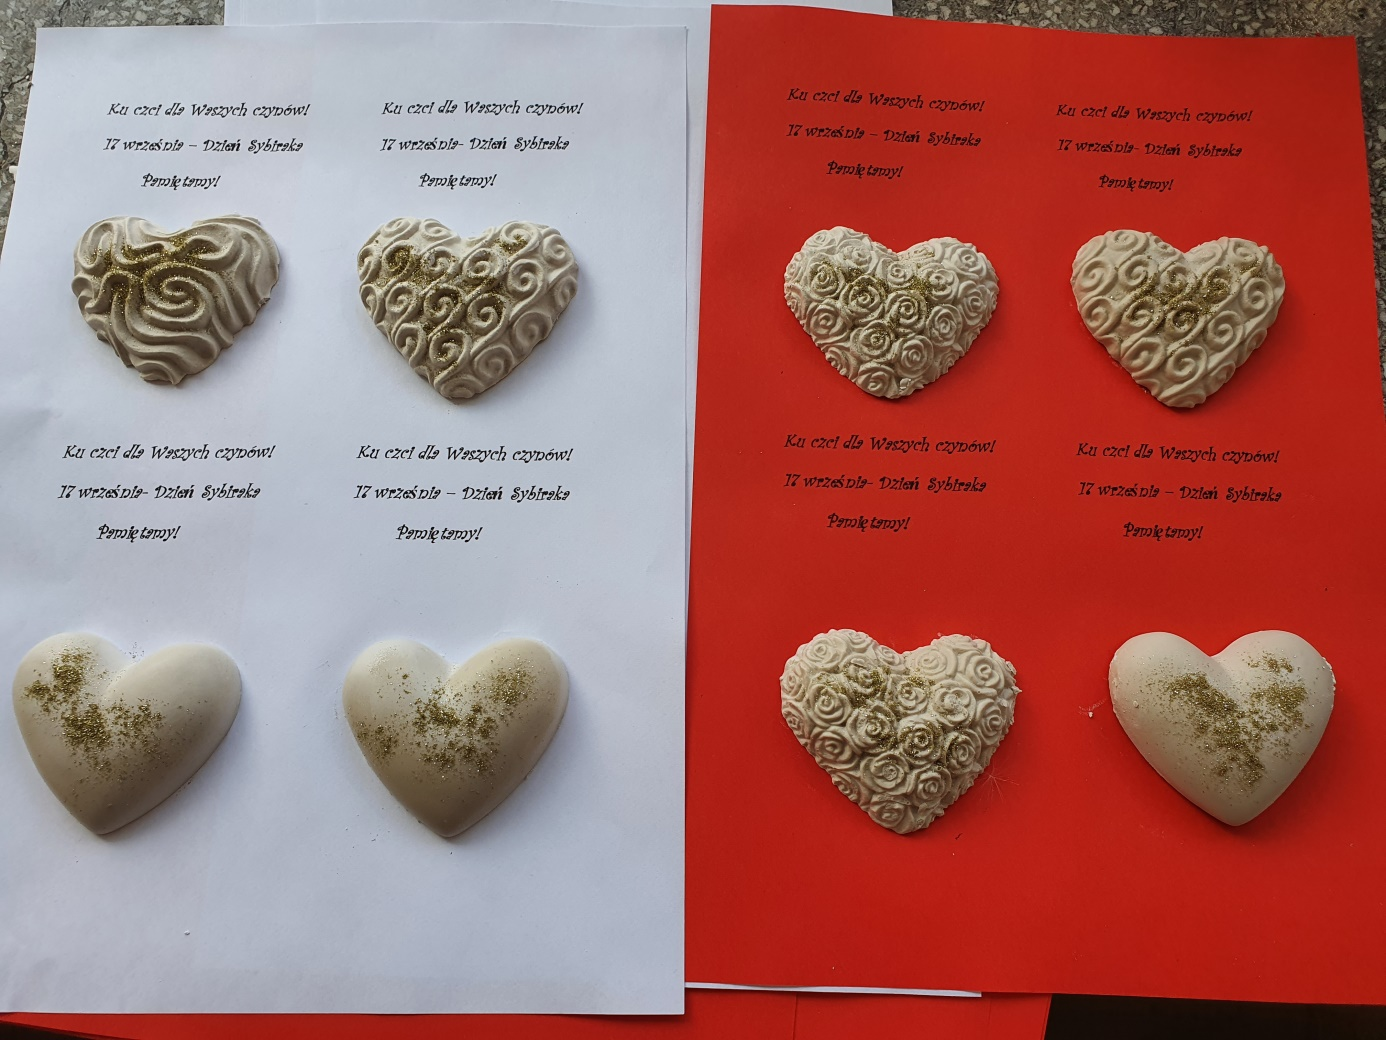 Ku czci dla Waszych czynów!
17 września – Dzień Sybiraka
Pamiętamy!
Ku czci dla Waszych czynów!
17 września- Dzień Sybiraka
Pamiętamy!
Ku czci dla Waszych czynów!
17 września- Dzień Sybiraka
Pamiętamy!
Ku czci dla Waszych czynów!
17 września – Dzień Sybiraka
Pamiętamy!
Ku czci dla Waszych czynów!
17 września – Dzień Sybiraka
Pamiętamy!
Ku czci dla Waszych czynów!
17 września- Dzień Sybiraka
Pamiętamy!
Ku czci dla Waszych czynów!
17 września- Dzień Sybiraka
Pamiętamy!
Ku czci dla Waszych czynów!
17 września – Dzień Sybiraka
Pamiętamy!